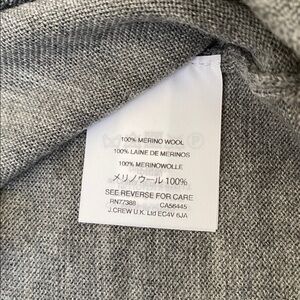 100% MERINO WOOL
100% LAINE DE MERINOS
100% MERINOWOLLE
メリノウール 100%
SEE REVERSE FOR CARE
RN77388 CA56445
J.CREW U.K. Ltd EC4V 6JA